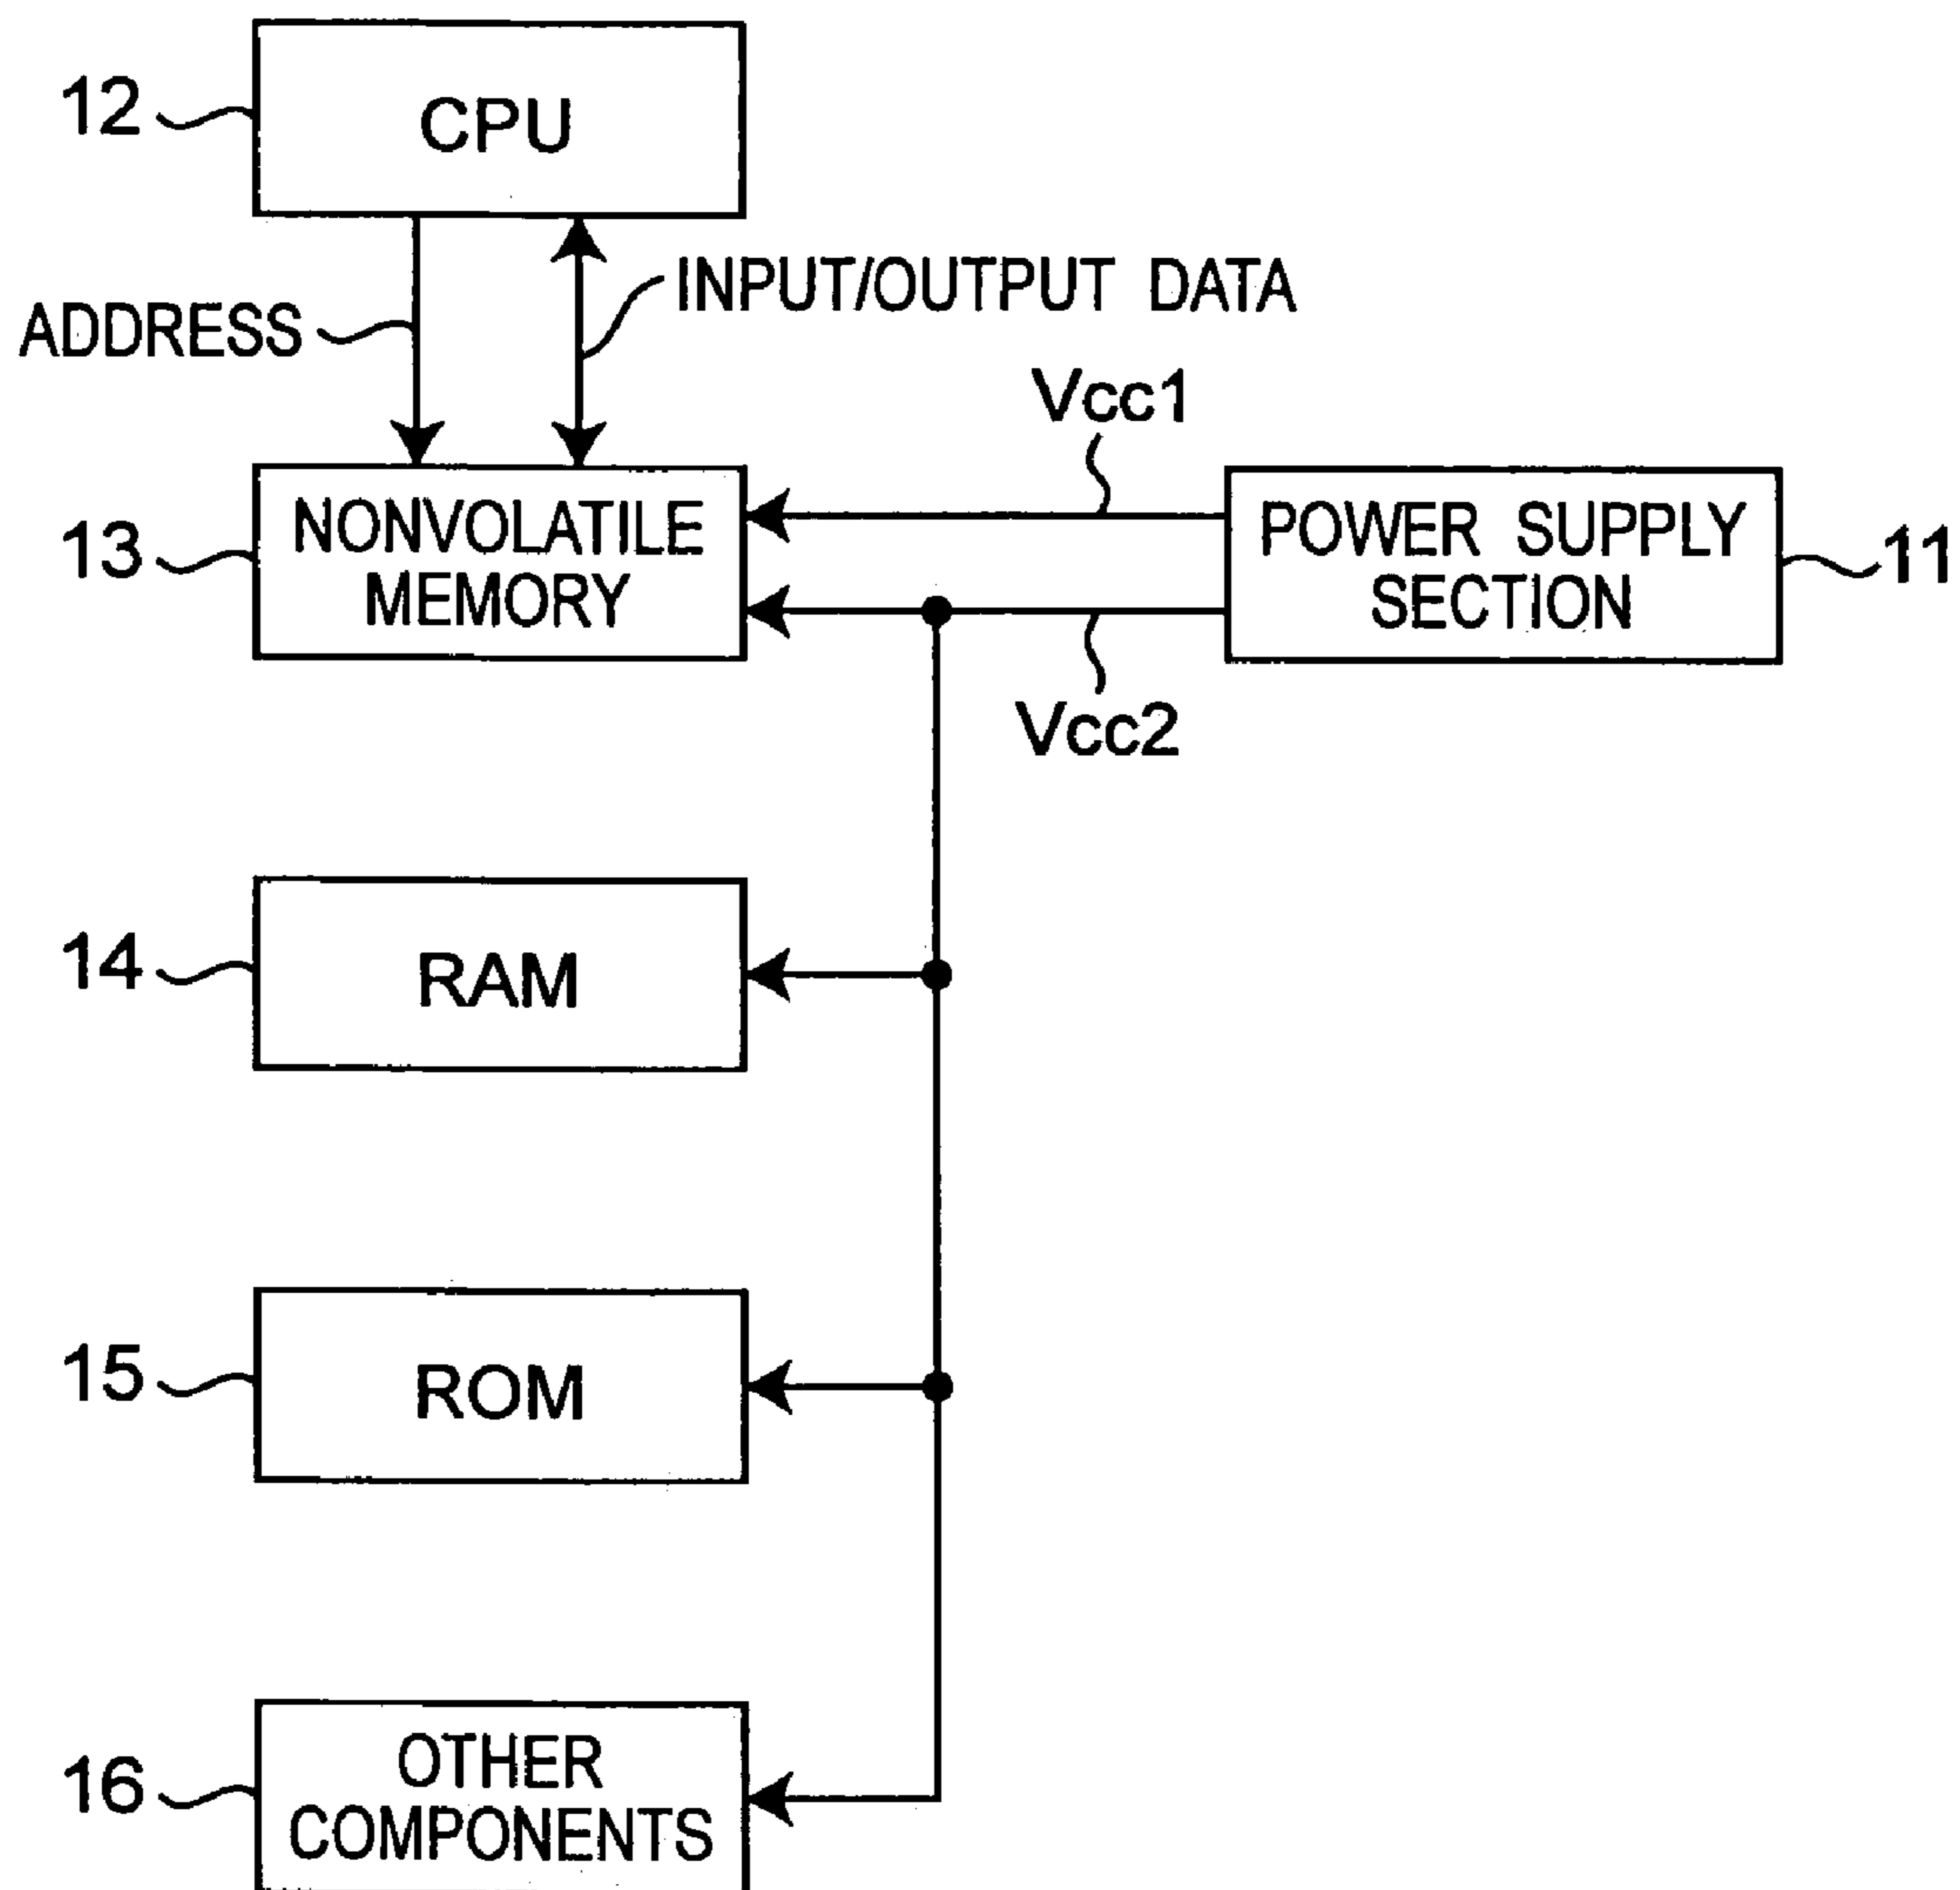 12
CPU
ADDRESS
INPUT/OUTPUT DATA
Vcc1
13
NONVOLATILE
MEMORY
POWER SUPPLY
SECTION
11
Vcc2
14
RAM
15
ROM
16
OTHER
COMPONENTS